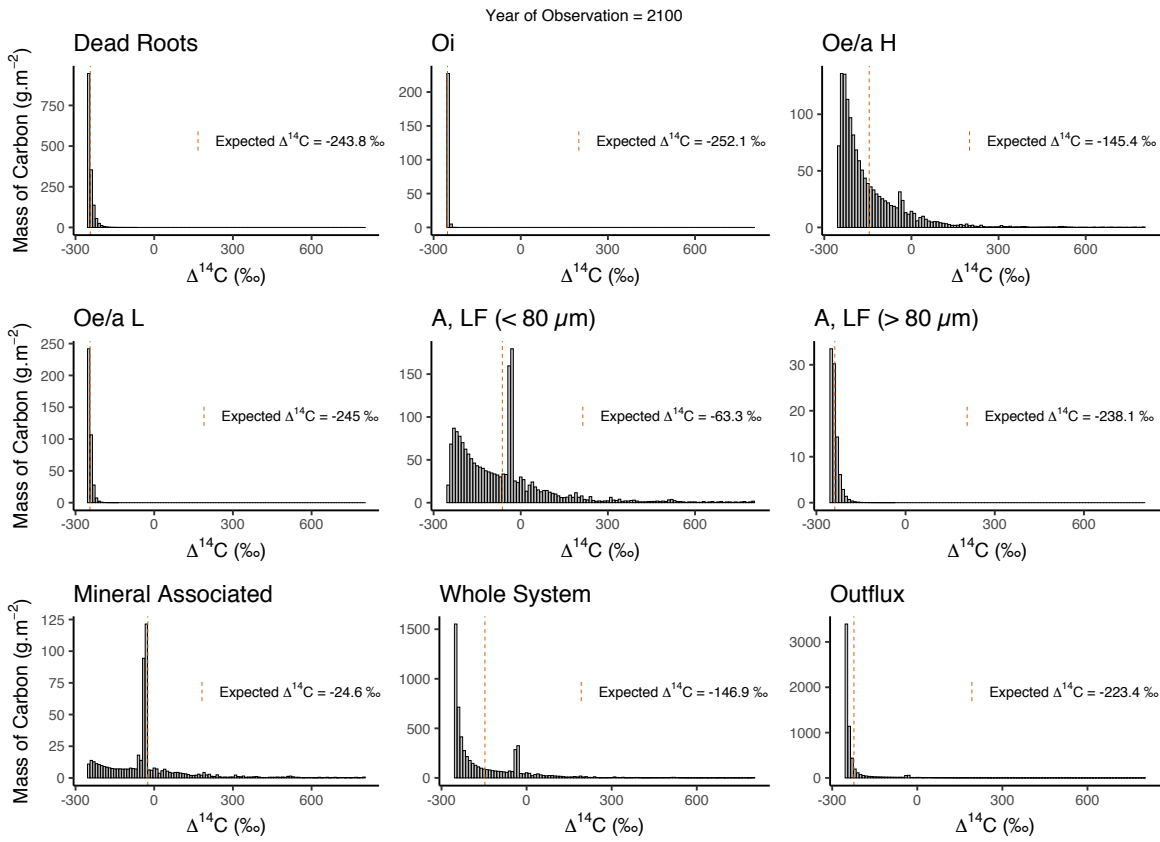 Year of Observation = 2100
Dead Roots
Oi
Oe/a H
Mass of Carbon (g.m⁻²)
750
500
250
0
Expected Δ¹⁴C = -243.8 ‰
-300 0 300 600
Δ¹⁴C (‰)
200
150
100
50
0
Expected Δ¹⁴C = -252.1 ‰
-300 0 300 600
Δ¹⁴C (‰)
100
50
0
Expected Δ¹⁴C = -145.4 ‰
-300 0 300 600
Δ¹⁴C (‰)
Oe/a L
A, LF (< 80 µm)
A, LF (> 80 µm)
Mass of Carbon (g.m⁻²)
250
200
150
100
50
0
Expected Δ¹⁴C = -245 ‰
-300 0 300 600
Δ¹⁴C (‰)
150
100
50
0
Expected Δ¹⁴C = -63.3 ‰
-300 0 300 600
Δ¹⁴C (‰)
30
20
10
0
Expected Δ¹⁴C = -238.1 ‰
-300 0 300 600
Δ¹⁴C (‰)
Mineral Associated
Whole System
Outflux
Mass of Carbon (g.m⁻²)
125
100
75
50
25
0
Expected Δ¹⁴C = -24.6 ‰
-300 0 300 600
Δ¹⁴C (‰)
1500
1000
500
0
Expected Δ¹⁴C = -146.9 ‰
-300 0 300 600
Δ¹⁴C (‰)
3000
2000
1000
0
Expected Δ¹⁴C = -223.4 ‰
-300 0 300 600
Δ¹⁴C (‰)